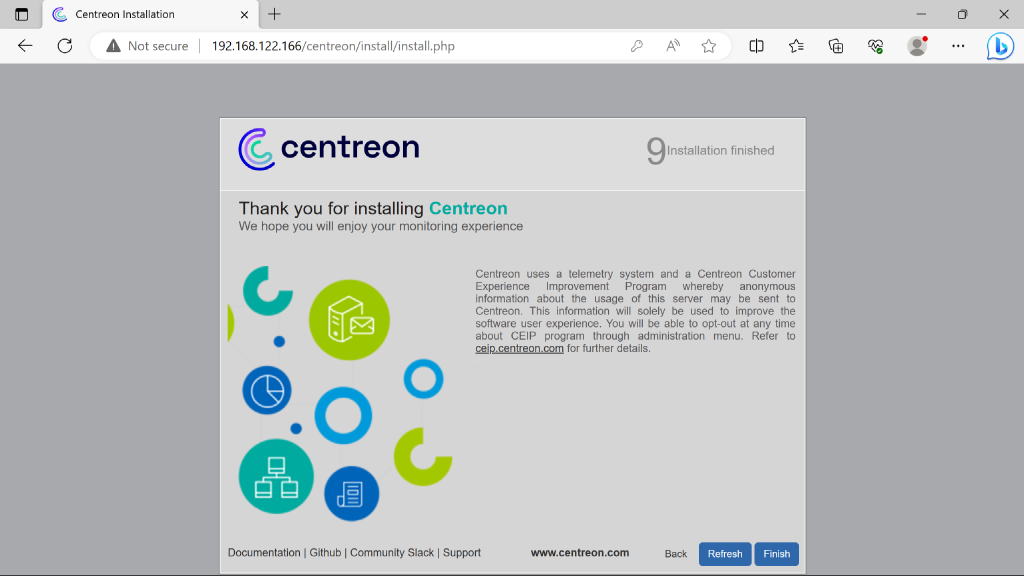 Centreon Installation
Not secure
192.168.122.166/centreon/install/install.php
centreon
9 Installation finished
Thank you for installing Centreon
We hope you will enjoy your monitoring experience
Centreon uses a telemetry system and a Centreon Customer
Experience Improvement Program whereby anonymous
information about the usage of this server may be sent to
Centreon. This information will solely be used to improve the
software user experience. You will be able to opt-out at any time
about CEIP program through administration menu. Refer to
ceip.centreon.com for further details.
Documentation | Github | Community Slack | Support
www.centreon.com
Back
Refresh
Finish